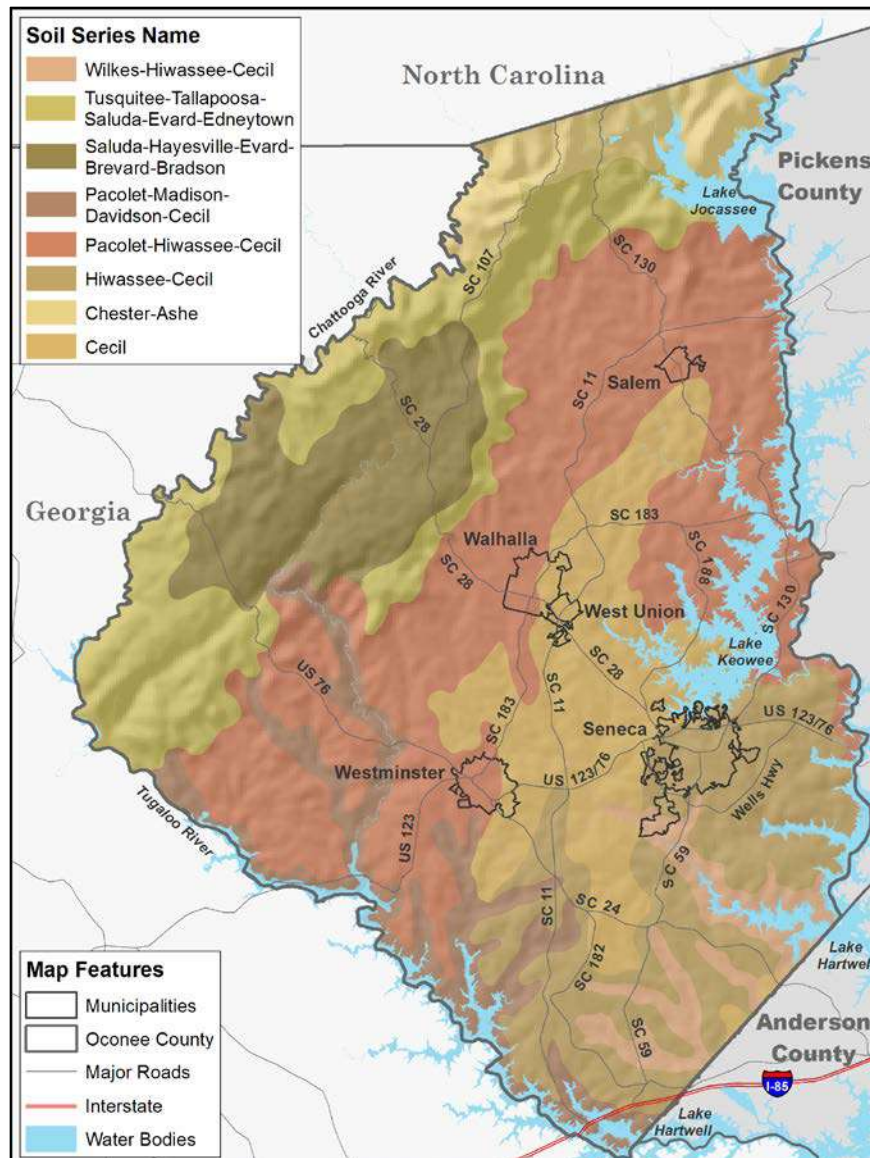 Soil Series Name
Wilkes-Hiwassee-Cecil
Tusquitee-Tallapoosa-
Saluda-Evard-Edneytown
Saluda-Hayesville-Evard-
Brevard-Bradson
Pacolet-Madison-
Davidson-Cecil
Pacolet-Hiwassee-Cecil
Hiwassee-Cecil
Chester-Ashe
Cecil
North Carolina
Pickens
County
Lake
Jocassee
SC 107
SC 130
Chattooga River
SC 11
Salem
SC 28
Georgia
SC 183
Walhalla
SC 28
SC 188
SC 130
West Union
Lake
Keowee
SC 28
US 76
SC 183
SC 11
Seneca
US 123/76
Westminster
US 123/76
Wells Hwy
Tugaloo River
US 123
SC 59
SC 11
SC 24
SC 182
Lake
Hartwell
SC 59
Anderson
County
I-85
Lake
Hartwell
Map Features
Municipalities
Oconee County
Major Roads
Interstate
Water Bodies